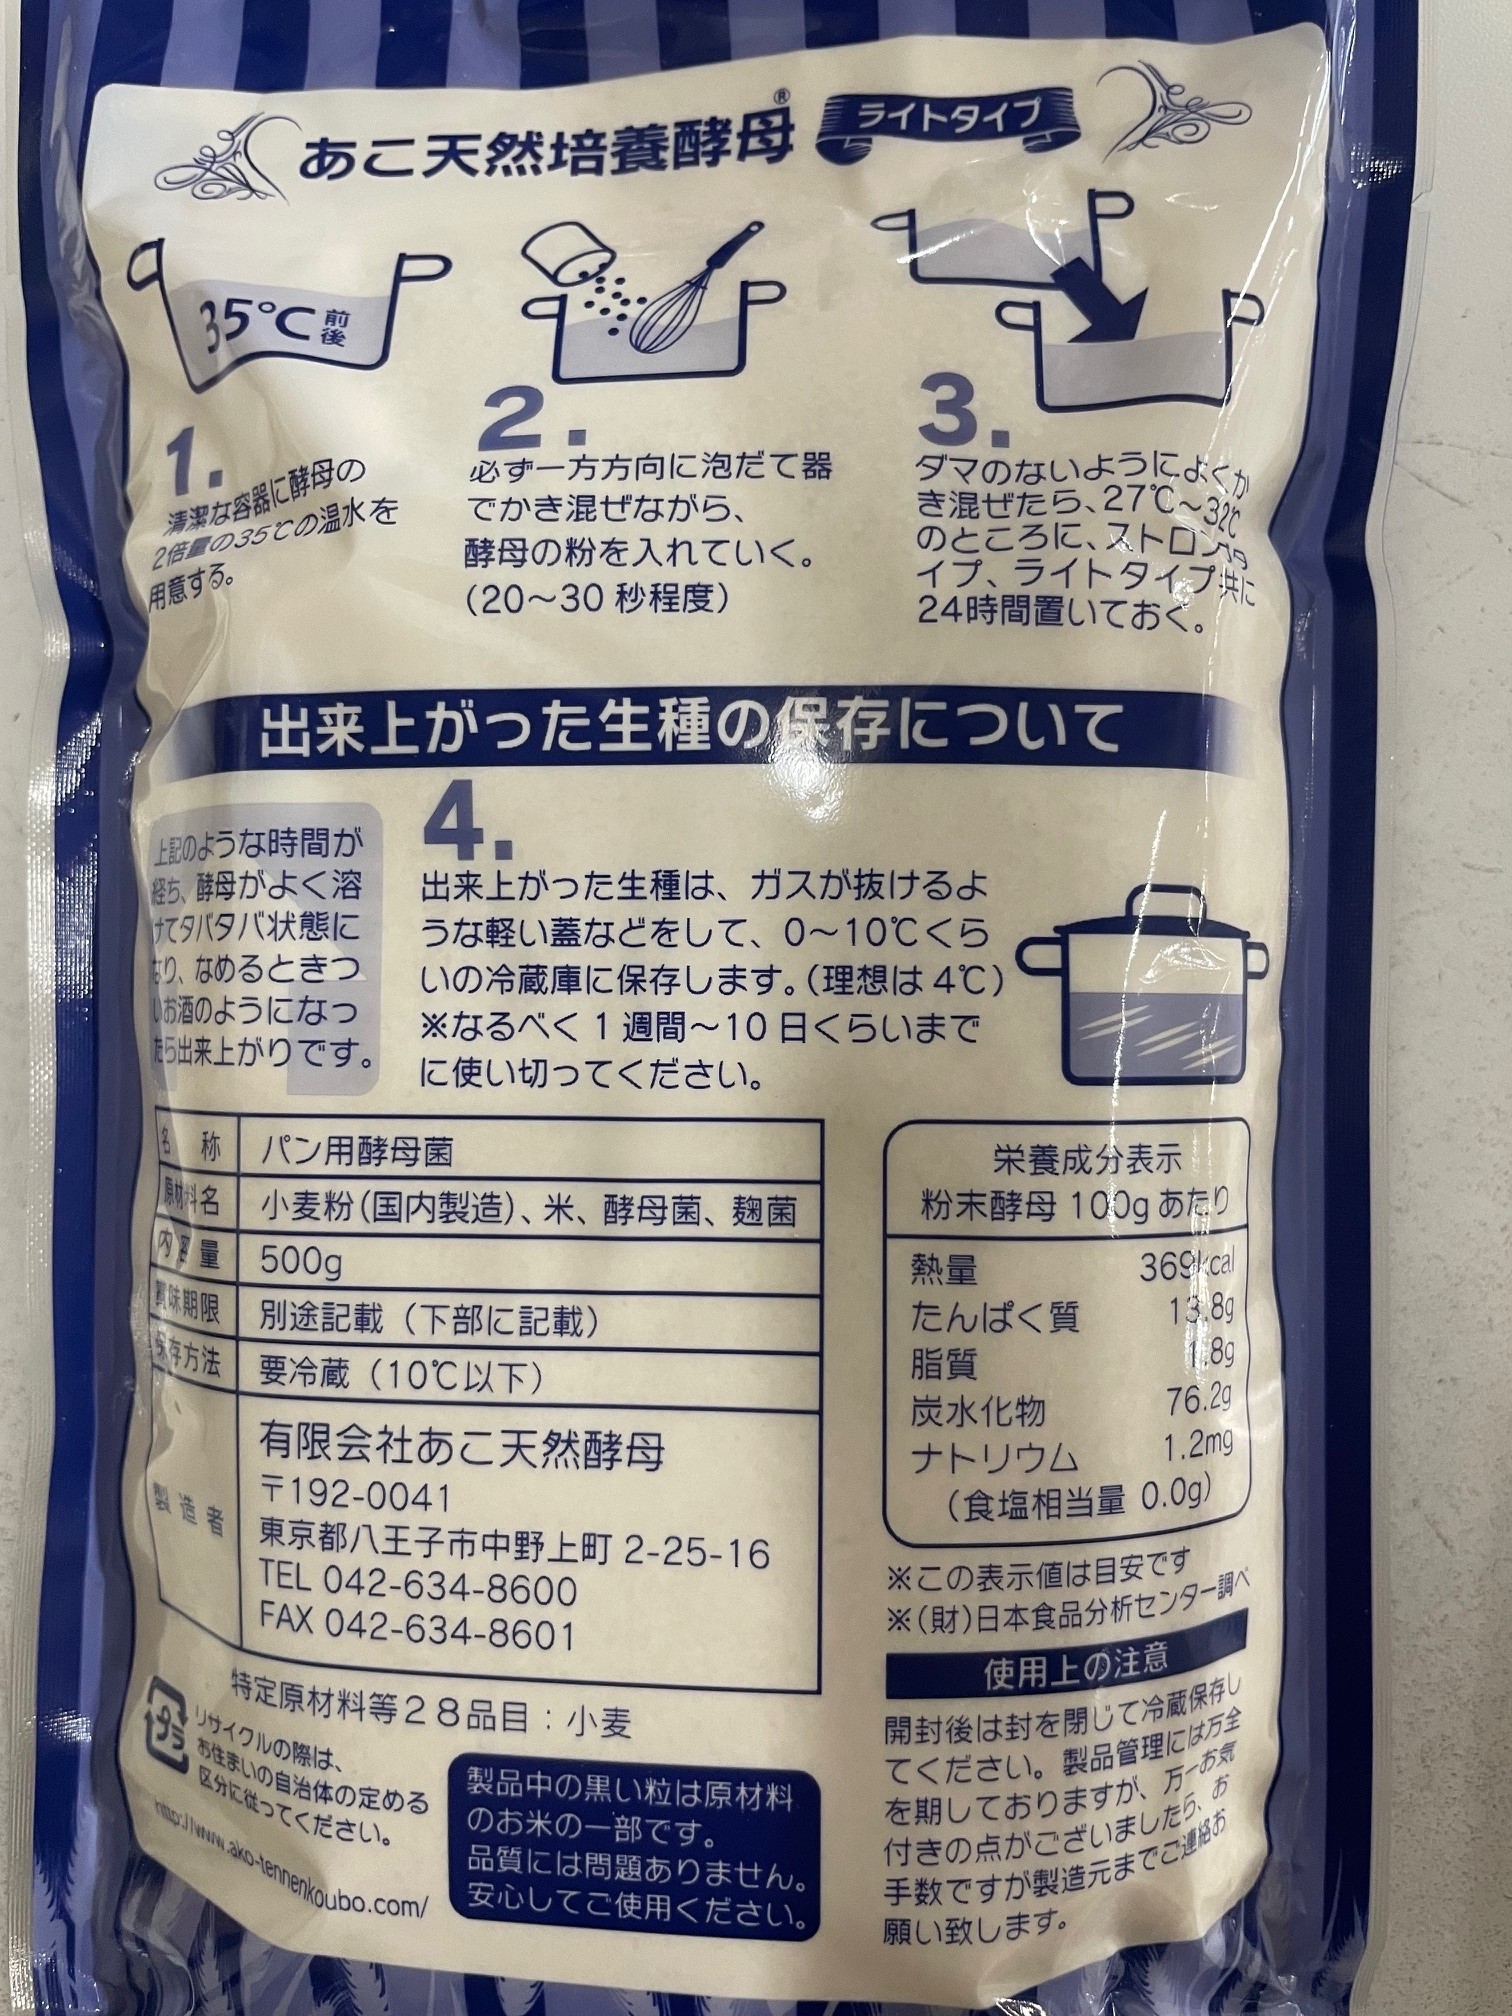 あこ天然培養酵母®
ライトタイプ
35℃前後
1.
清潔な容器に酵母の
2倍量の35℃の温水を
用意する。
2.
必ず一方方向に泡だて器
でかき混ぜながら、
酵母の粉を入れていく。
(20〜30秒程度)
3.
ダマのないようによくか
き混ぜたら、27℃〜32℃
のところに、ストロングタ
イプ、ライトタイプ共に
24時間置いておく。
出来上がった生種の保存について
上記のような時間が
経ち、酵母がよく溶
けてタバタバ状態に
なり、なめるときつ
いお酒のようになっ
たら出来上がりです。
4.
出来上がった生種は、ガスが抜けるよ
うな軽い蓋などをして、0〜10℃くら
いの冷蔵庫に保存します。(理想は4℃)
※なるべく1週間〜10日くらいまで
に使い切ってください。
名 称 パン用酵母菌
原材料名 小麦粉(国内製造)、米、酵母菌、麹菌
内容量 500g
賞味期限 別途記載(下部に記載)
保存方法 要冷蔵(10℃以下)
製造者
有限会社あこ天然酵母
〒192-0041
東京都八王子市中野上町2-25-16
TEL 042-634-8600
FAX 042-634-8601
特定原材料等28品目:小麦
プラ
リサイクルの際は、
お住まいの自治体の定める
区分に従ってください。
http://www.ako-tennenkoubo.com/
製品中の黒い粒は原材料
のお米の一部です。
品質には問題ありません。
安心してご使用ください。
栄養成分表示
粉末酵母 100gあたり
熱量 369kcal
たんぱく質 13.8g
脂質 1.8g
炭水化物 76.2g
ナトリウム 1.2mg
(食塩相当量 0.0g)
※この表示値は目安です
※(財)日本食品分析センター調べ
使用上の注意
開封後は封を閉じて冷蔵保存し
てください。製品管理には万全
を期しておりますが、万一お気
付きの点がございましたら、お
手数ですが製造元までご連絡お
願い致します。